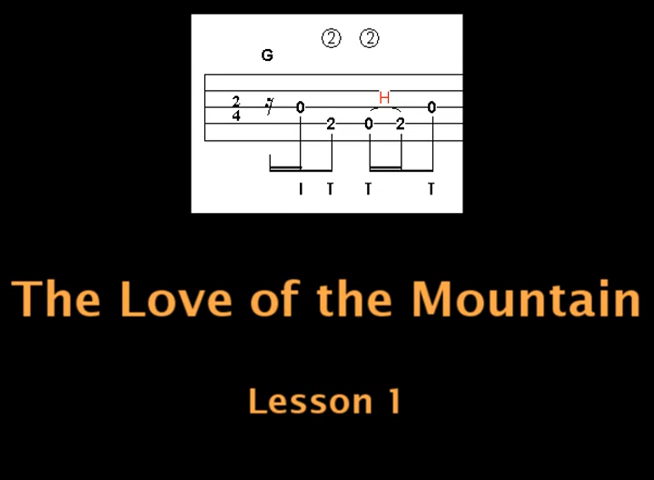 ② ②
G
H
2 0 0
4 2 0 2
I T T T
The Love of the Mountain
Lesson 1